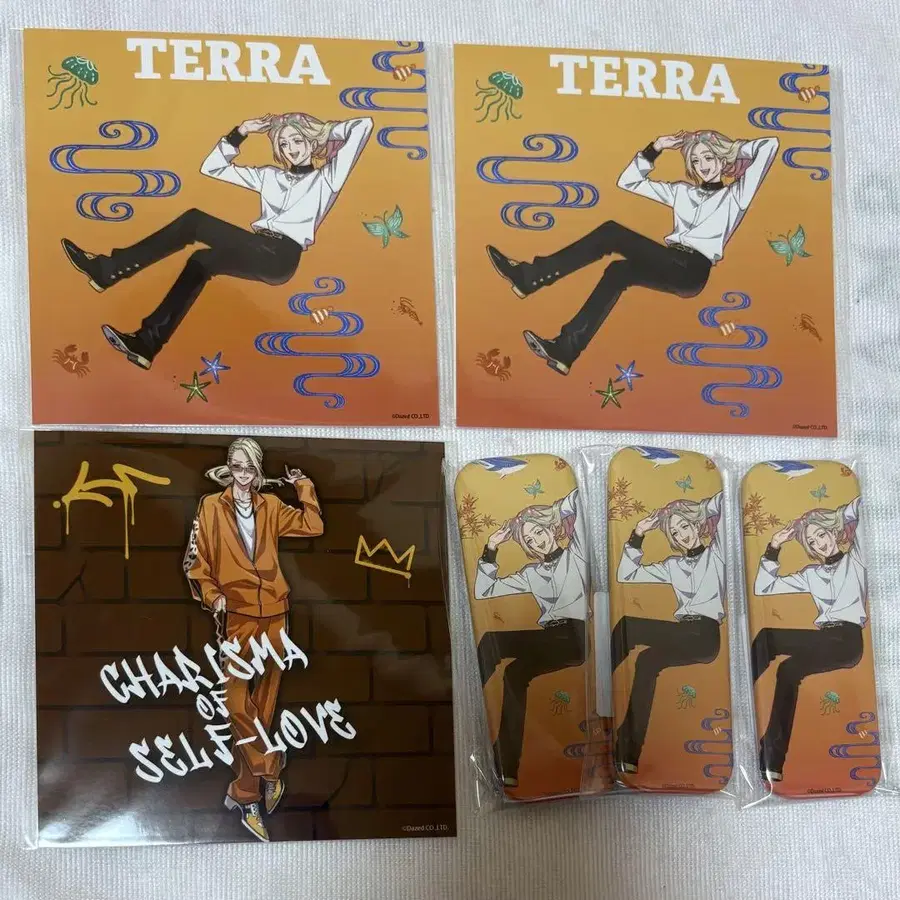 TERRA
©Dazed CO.,LTD.
TERRA
©Dazed CO.,LTD.
CHARISMA
OF
SELF-LOVE
©Dazed CO.,LTD.